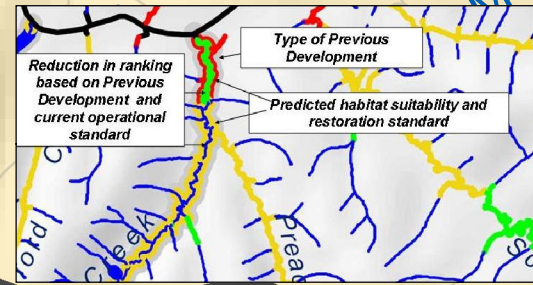 Type of Previous
Development
Reduction in ranking
based on Previous
Development and
current operational
standard
Predicted habitat suitability and
restoration standard
Creek